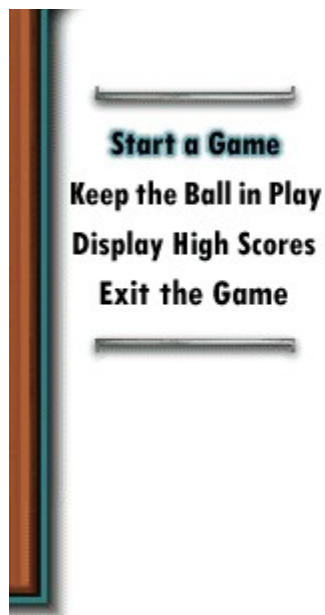 Start a Game
Keep the Ball in Play
Display High Scores
Exit the Game